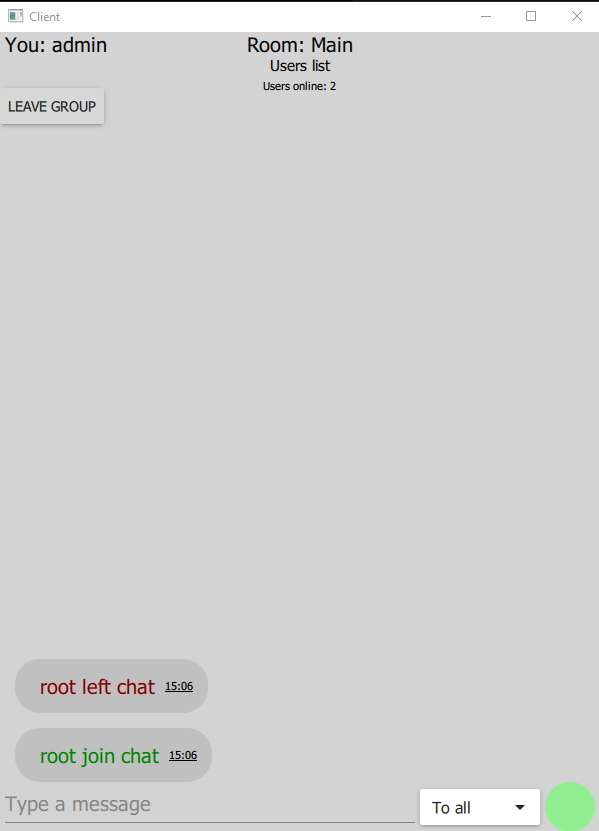 Client
You: admin
Room: Main
Users list
Users online: 2
LEAVE GROUP
root left chat 15:06
root join chat 15:06
Type a message
To all